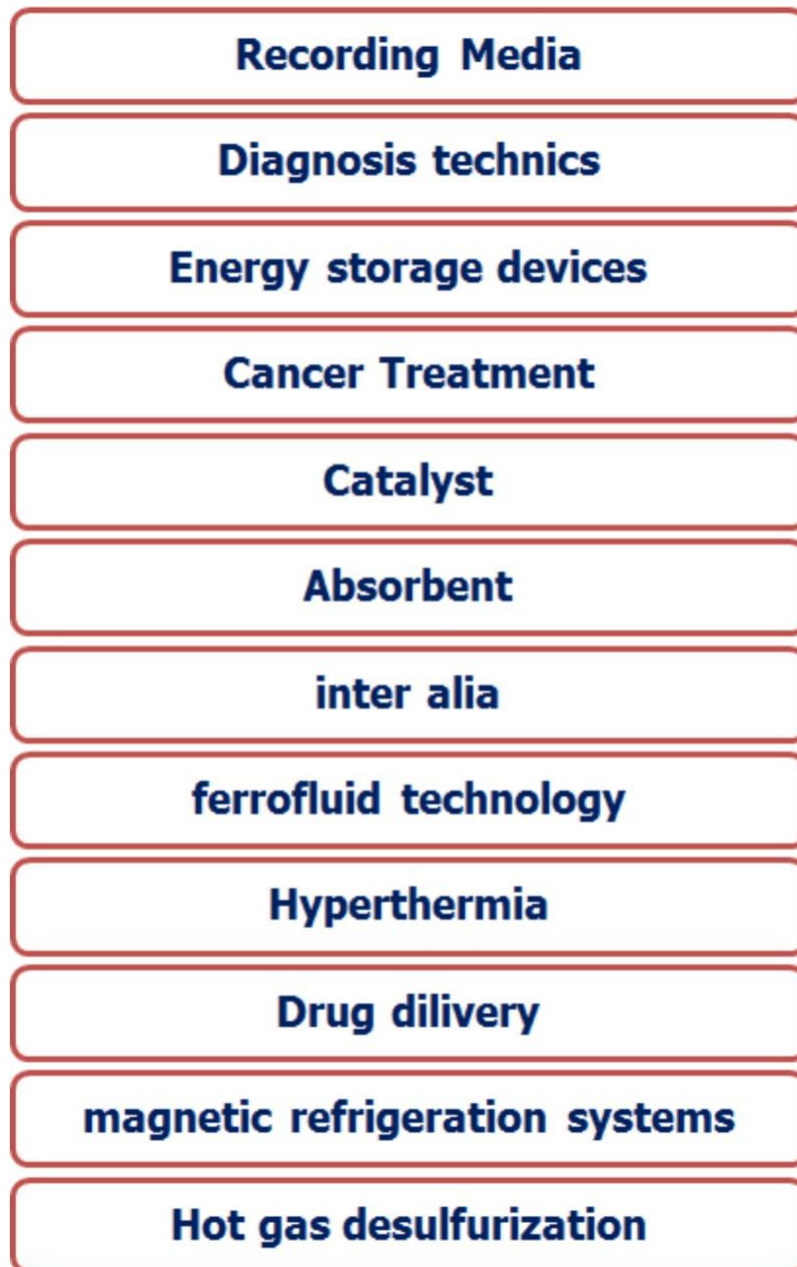 Recording Media
Diagnosis technics
Energy storage devices
Cancer Treatment
Catalyst
Absorbent
inter alia
ferrofluid technology
Hyperthermia
Drug dilivery
magnetic refrigeration systems
Hot gas desulfurization